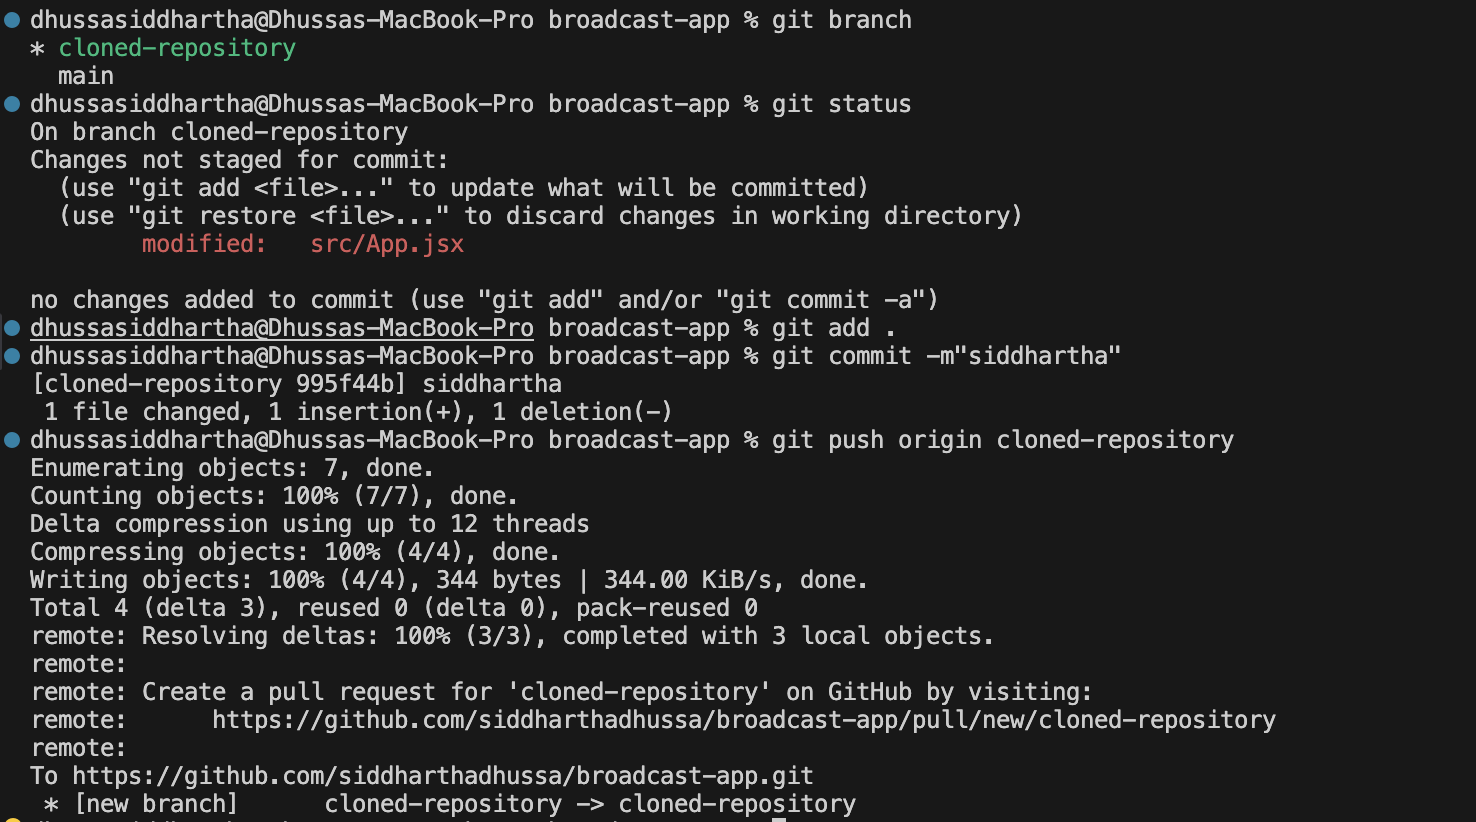 dhussasiddhartha@Dhussas-MacBook-Pro broadcast-app % git branch
* cloned-repository
  main
dhussasiddhartha@Dhussas-MacBook-Pro broadcast-app % git status
On branch cloned-repository
Changes not staged for commit:
  (use "git add <file>..." to update what will be committed)
  (use "git restore <file>..." to discard changes in working directory)
        modified:   src/App.jsx

no changes added to commit (use "git add" and/or "git commit -a")
dhussasiddhartha@Dhussas-MacBook-Pro broadcast-app % git add .
dhussasiddhartha@Dhussas-MacBook-Pro broadcast-app % git commit -m"siddhartha"
[cloned-repository 995f44b] siddhartha
 1 file changed, 1 insertion(+), 1 deletion(-)
dhussasiddhartha@Dhussas-MacBook-Pro broadcast-app % git push origin cloned-repository
Enumerating objects: 7, done.
Counting objects: 100% (7/7), done.
Delta compression using up to 12 threads
Compressing objects: 100% (4/4), done.
Writing objects: 100% (4/4), 344 bytes | 344.00 KiB/s, done.
Total 4 (delta 3), reused 0 (delta 0), pack-reused 0
remote: Resolving deltas: 100% (3/3), completed with 3 local objects.
remote:
remote: Create a pull request for 'cloned-repository' on GitHub by visiting:
remote:      https://github.com/siddharthadhussa/broadcast-app/pull/new/cloned-repository
remote:
To https://github.com/siddharthadhussa/broadcast-app.git
 * [new branch]      cloned-repository -> cloned-repository